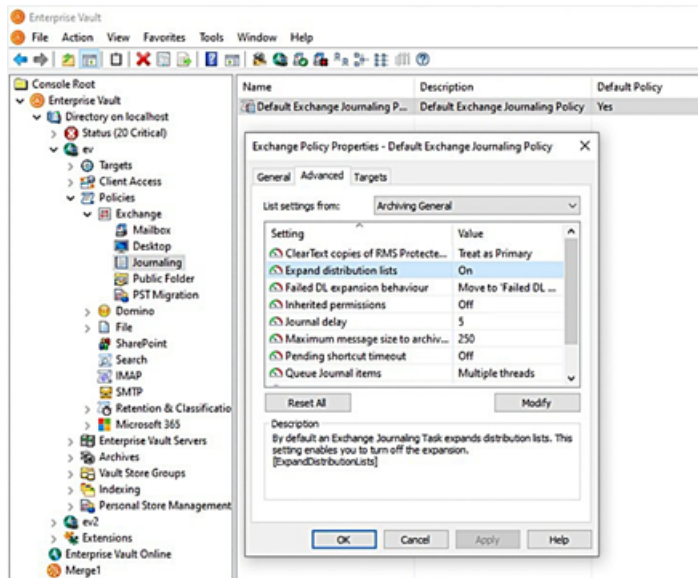 Enterprise Vault
File Action View Favorites Tools Window Help
Console Root
Enterprise Vault
Directory on localhost
Status (20 Critical)
ev
Targets
Client Access
Policies
Exchange
Mailbox
Desktop
Journaling
Public Folder
PST Migration
Domino
File
SharePoint
Search
IMAP
SMTP
Retention & Classificatio
Microsoft 365
Enterprise Vault Servers
Archives
Vault Store Groups
Indexing
Personal Store Management
ev2
Extensions
Enterprise Vault Online
Merge1
Name Description Default Policy
Default Exchange Journaling P... Default Exchange Journaling Policy Yes
Exchange Policy Properties - Default Exchange Journaling Policy
General Advanced Targets
List settings from: Archiving General
Setting Value
ClearText copies of RMS Protecte... Treat as Primary
Expand distribution lists On
Failed DL expansion behaviour Move to 'Failed DL ...
Inherited permissions Off
Journal delay 5
Maximum message size to archiv... 250
Pending shortcut timeout Off
Queue Journal items Multiple threads
Reset All Modify
Description
By default an Exchange Journaling Task expands distribution lists. This
setting enables you to turn off the expansion.
[ExpandDistributionLists]
OK Cancel Apply Help